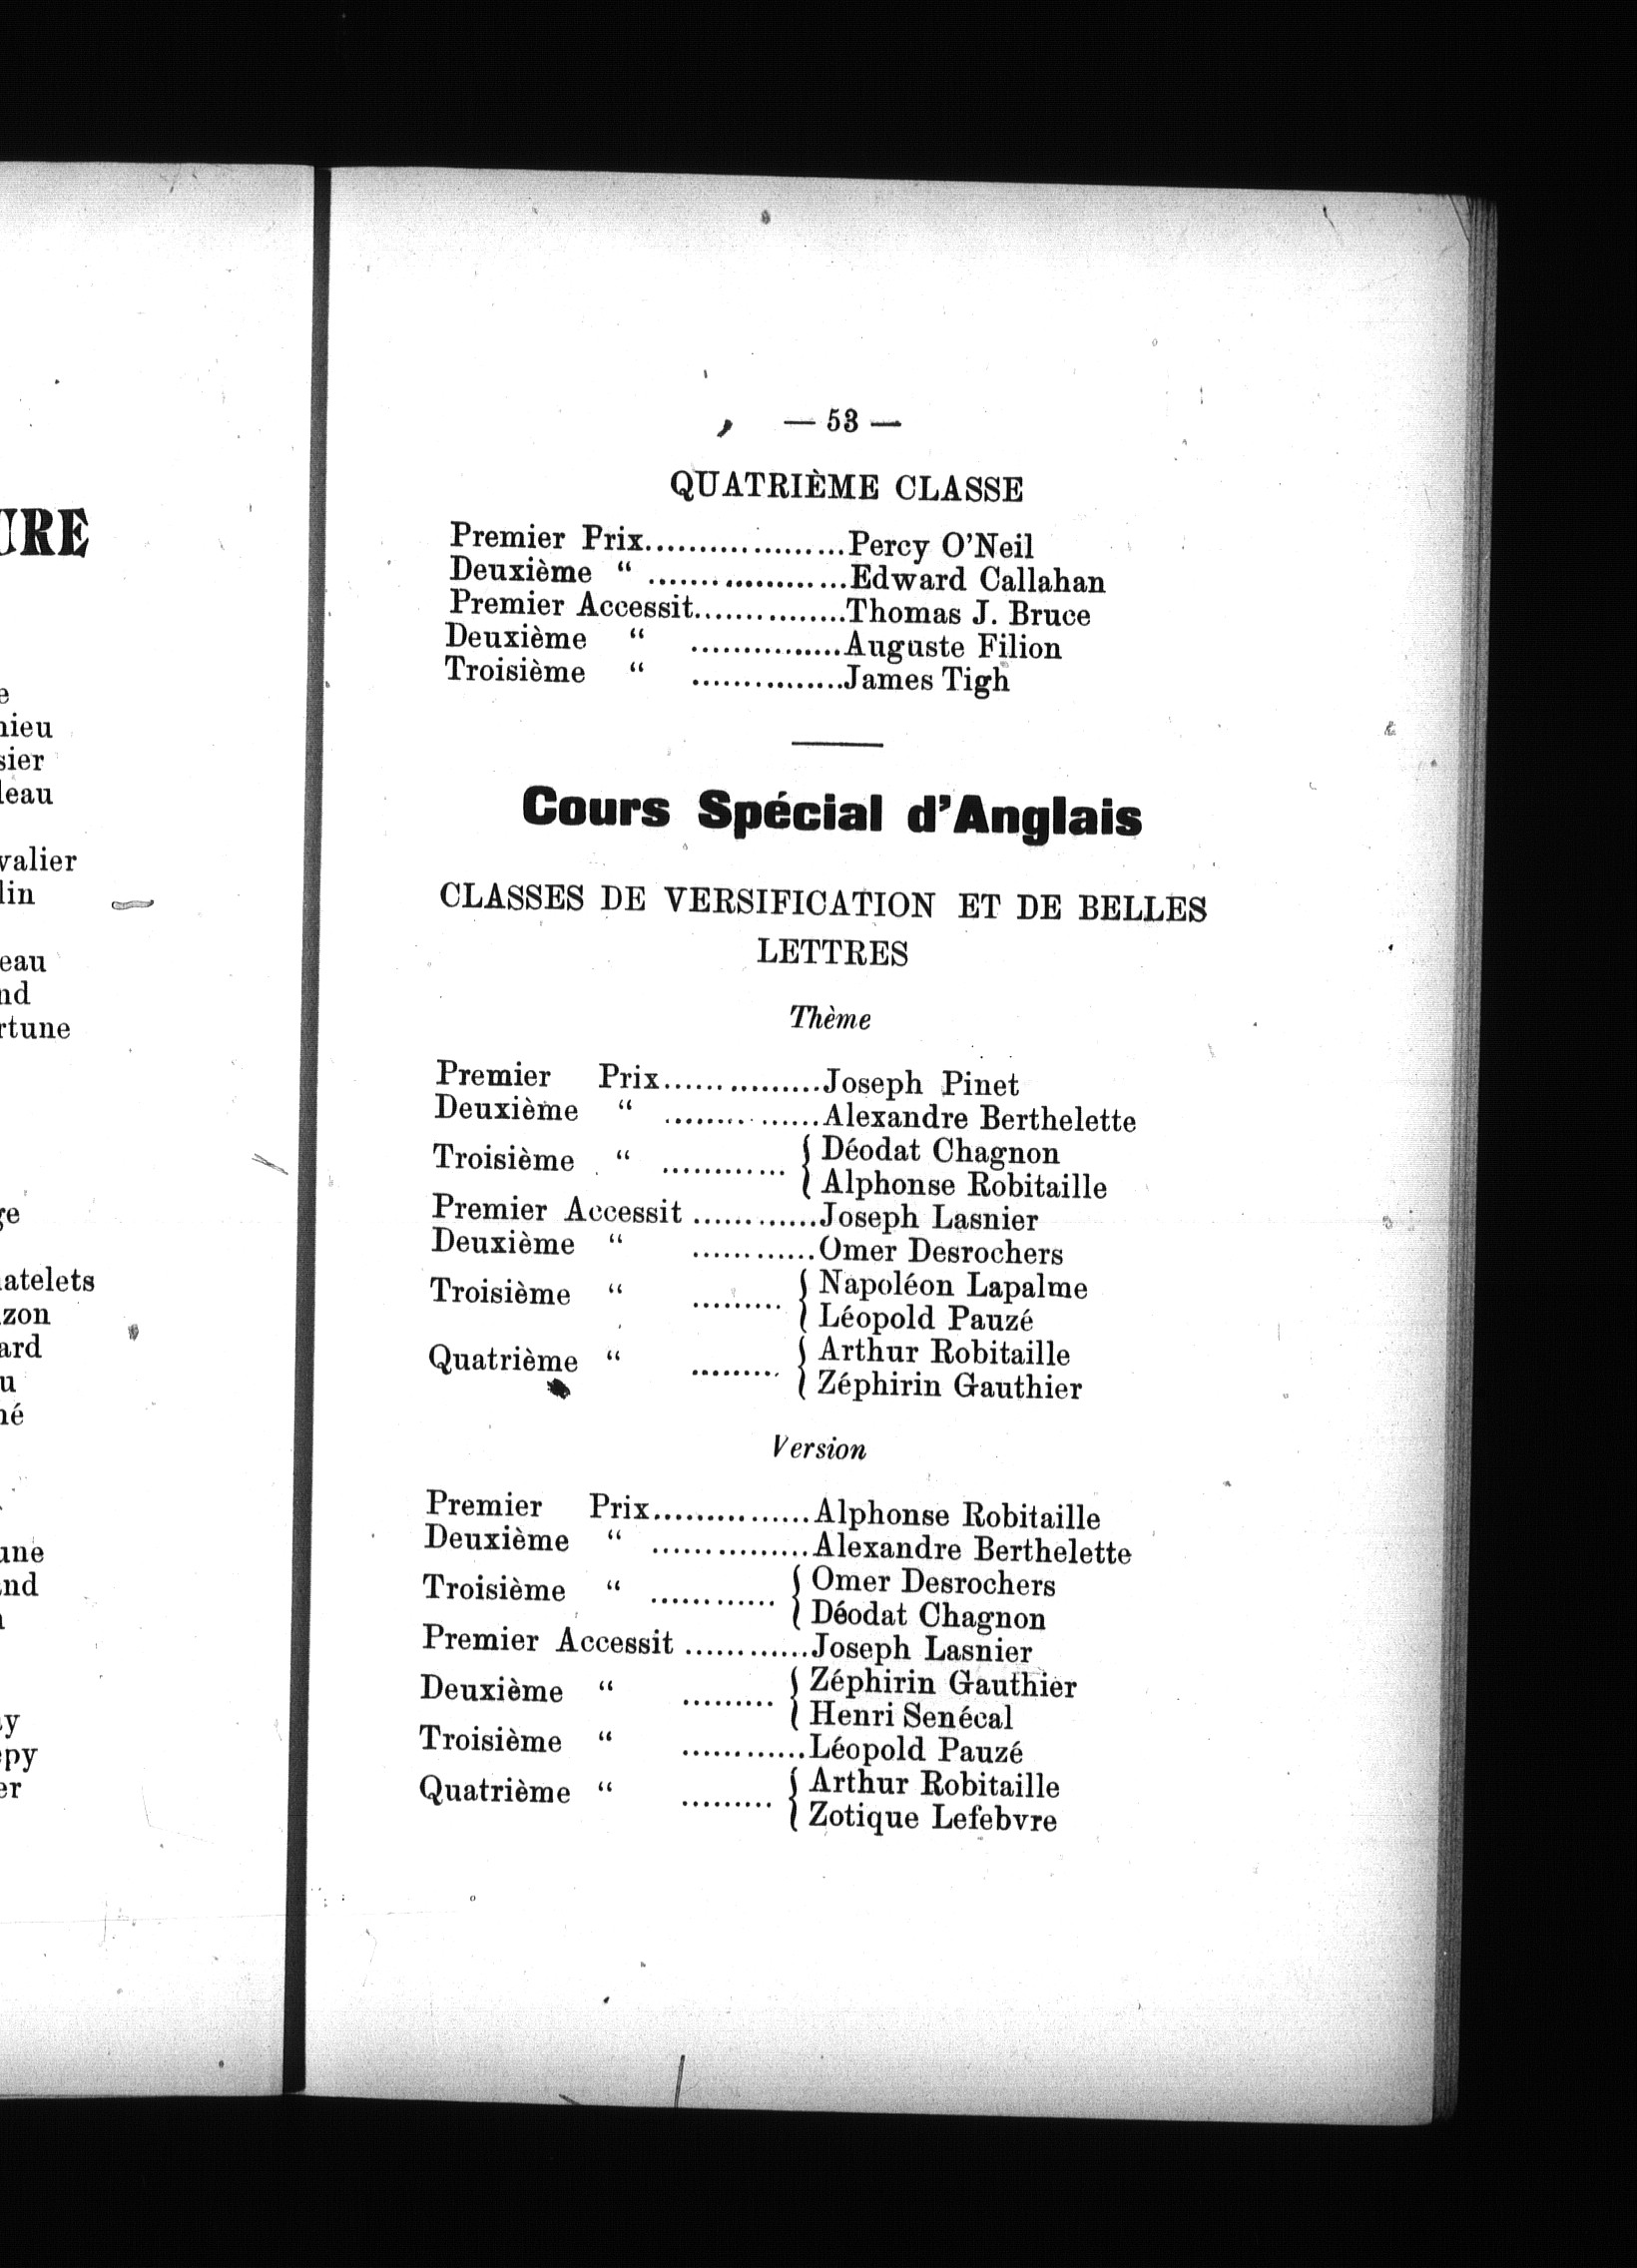 — 53 —
QUATRIÈME CLASSE
Premier Prix....................Percy O'Neil
Deuxième “ ....................Edward Callahan
Premier Accessit...............Thomas J. Bruce
Deuxième “ ...............Auguste Filion
Troisième “ ...............James Tigh
Cours Spécial d'Anglais
CLASSES DE VERSIFICATION ET DE BELLES
LETTRES
Thème
Premier Prix................Joseph Pinet
Deuxième “ ...............Alexandre Berthelette
Troisième “ ............ { Déodat Chagnon
Alphonse Robitaille
Premier Accessit ............Joseph Lasnier
Deuxième “ ............Omer Desrochers
Troisième “ ......... { Napoléon Lapalme
Léopold Pauzé
Quatrième “ ......... { Arthur Robitaille
Zéphirin Gauthier
Version
Premier Prix...............Alphonse Robitaille
Deuxième “ ...............Alexandre Berthelette
Troisième “ ............ { Omer Desrochers
Déodat Chagnon
Premier Accessit ............Joseph Lasnier
Deuxième “ ......... { Zéphirin Gauthier
Henri Senécal
Troisième “ ............Léopold Pauzé
Quatrième “ ......... { Arthur Robitaille
Zotique Lefebvre